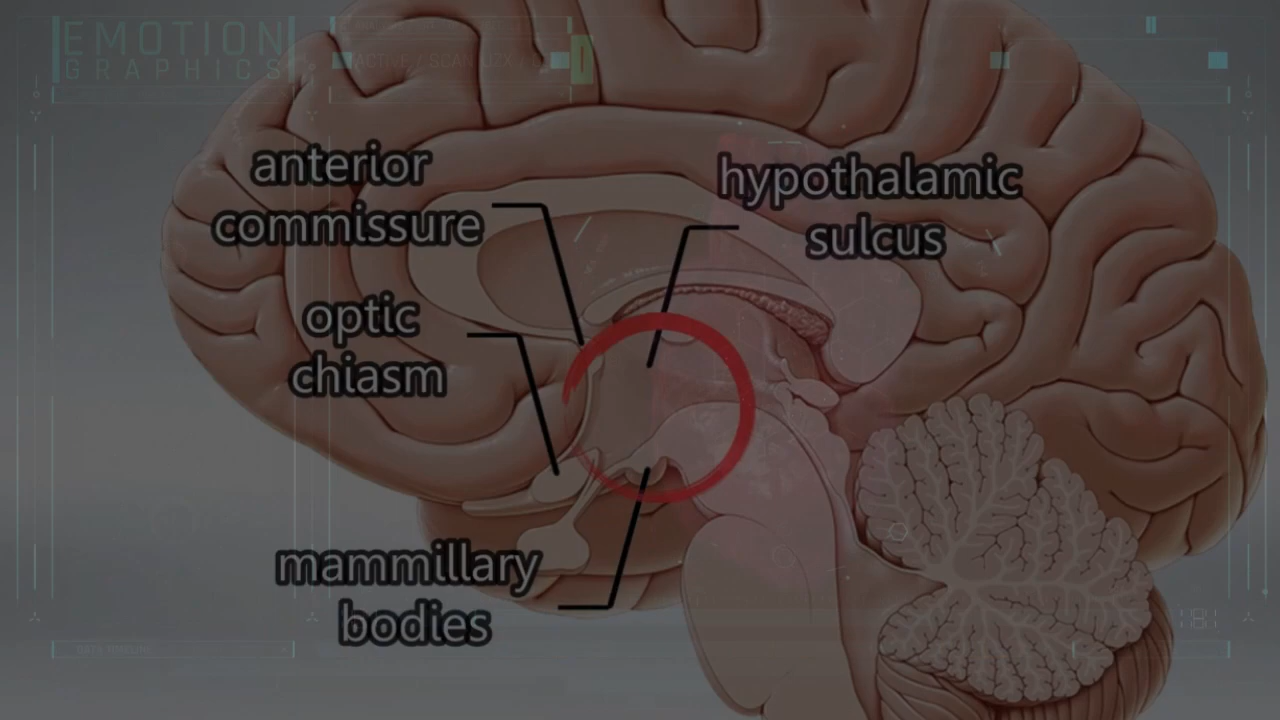 EMOTION
GRAPHICS
anterior
commissure
hypothalamic
sulcus
optic
chiasm
mammillary
bodies